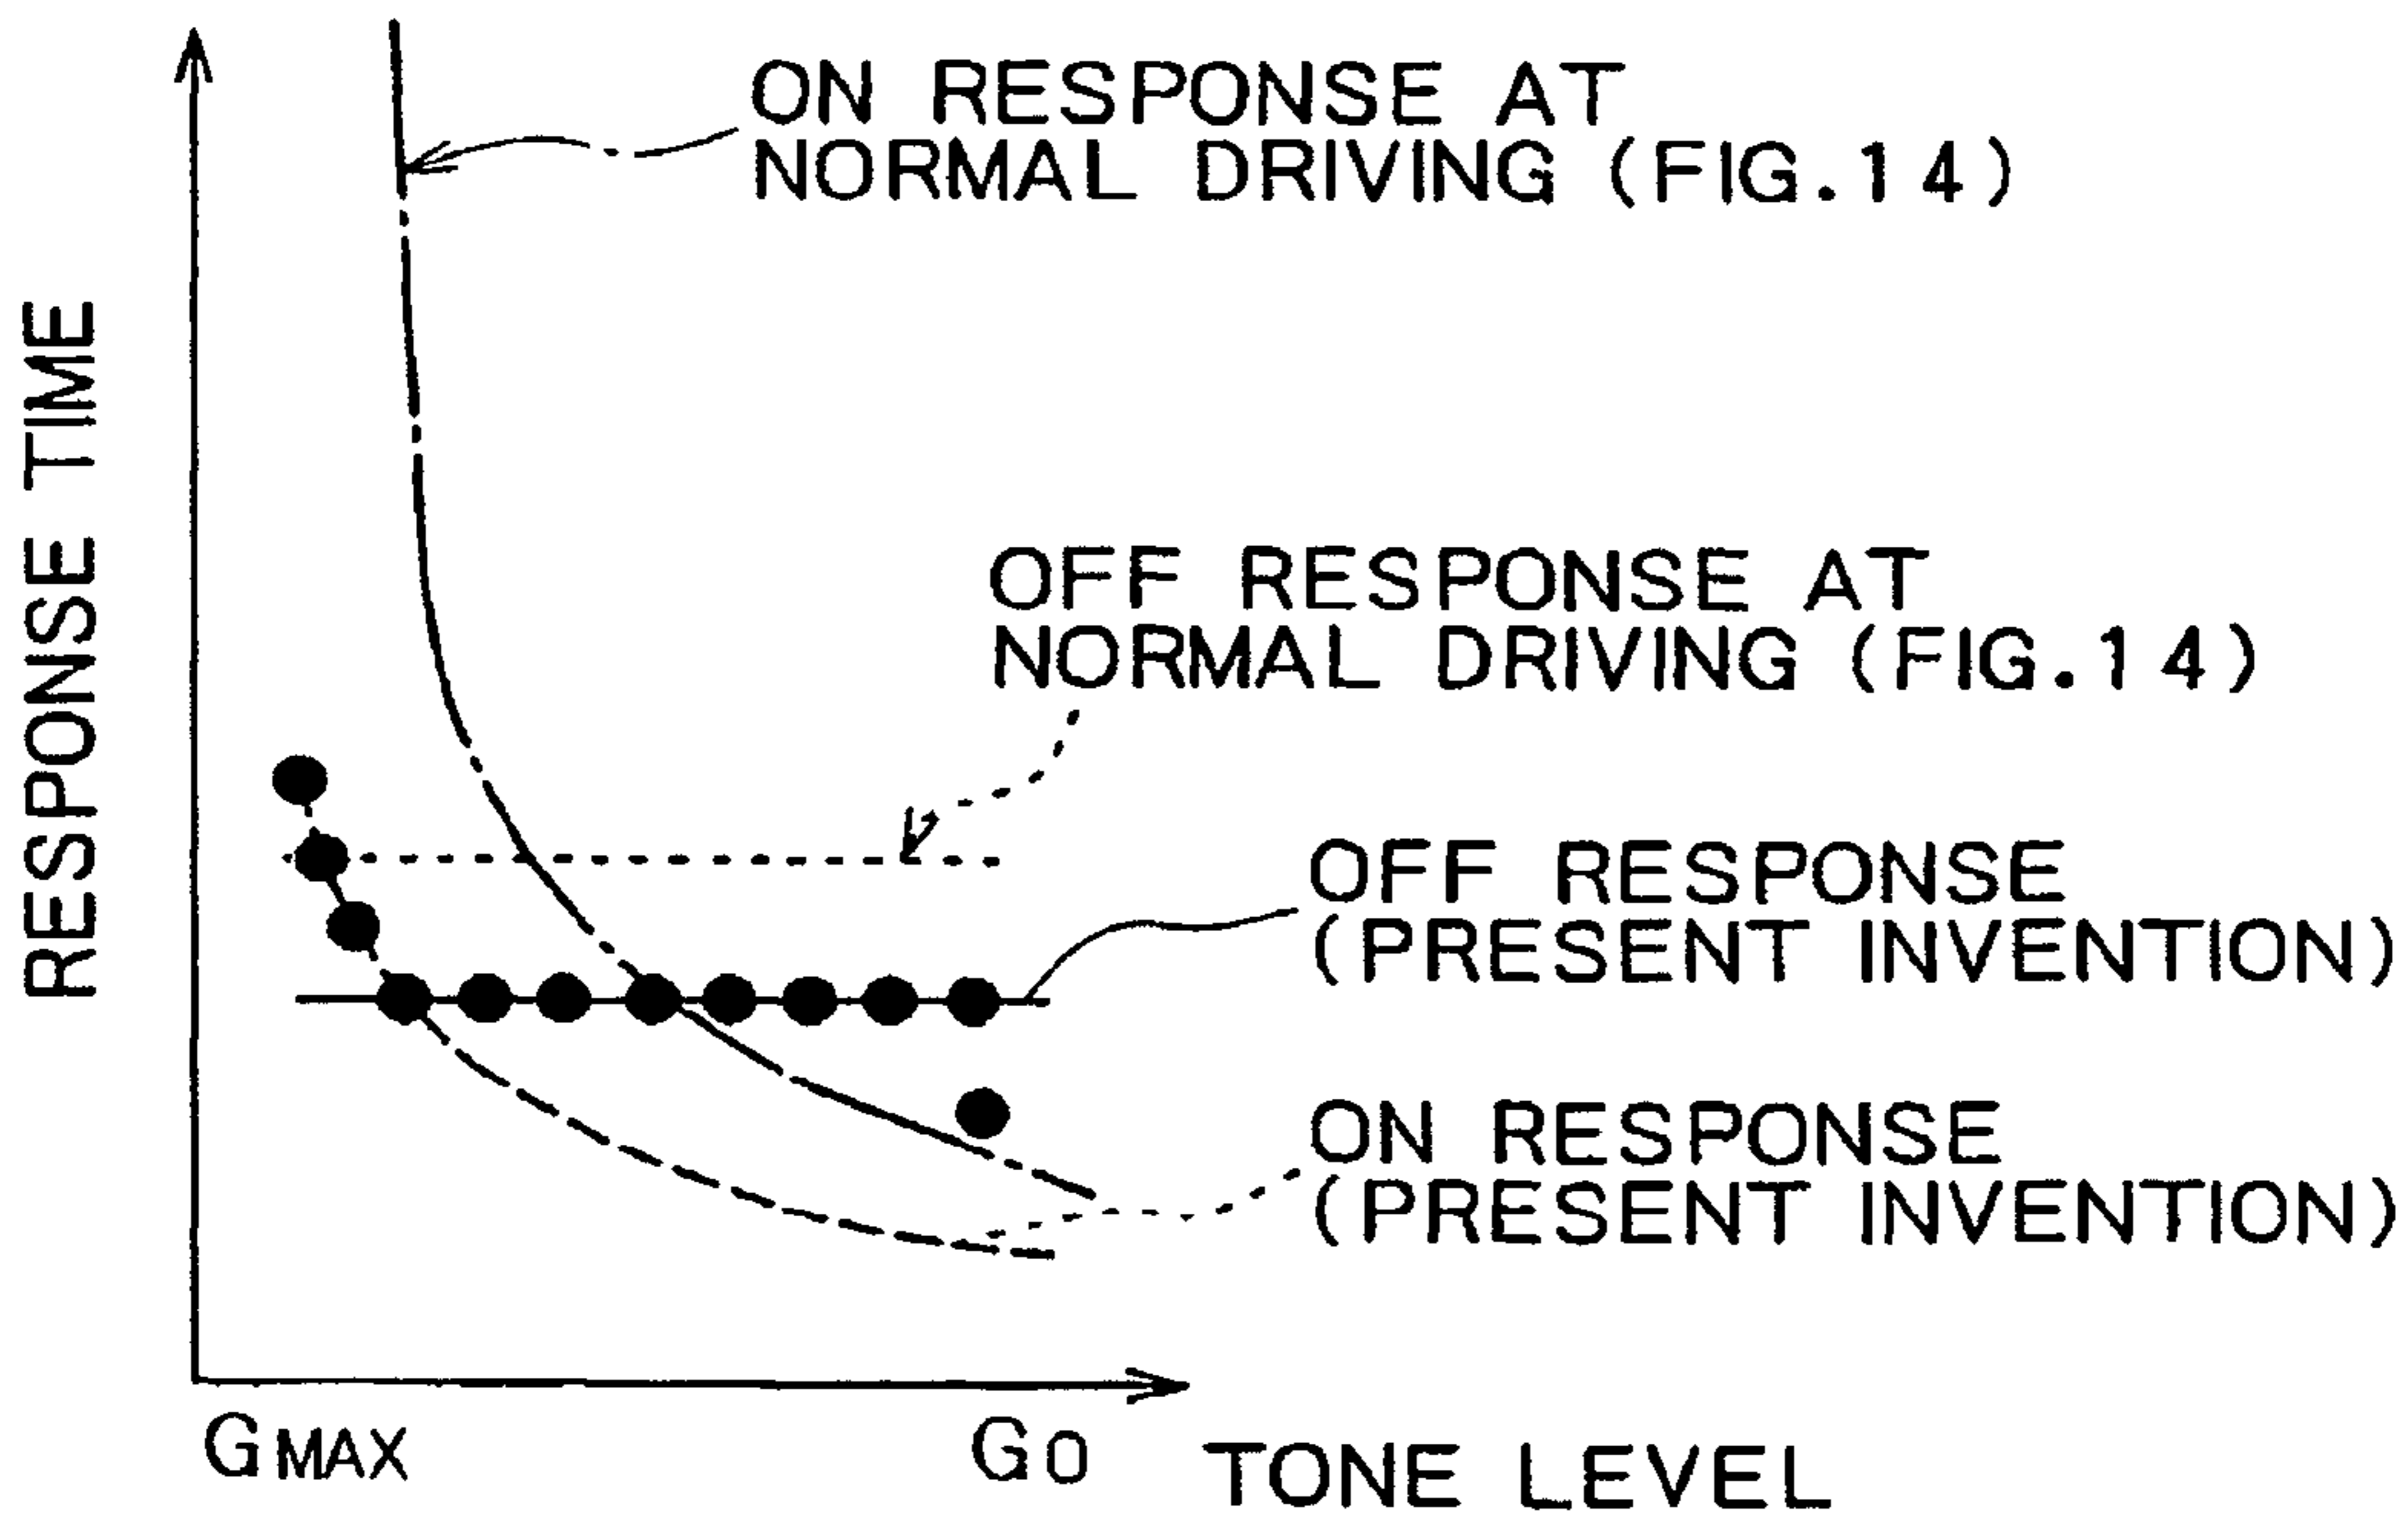 ON RESPONSE AT
NORMAL DRIVING (FIG.14)
RESPONSE TIME
OFF RESPONSE AT
NORMAL DRIVING (FIG.14)
OFF RESPONSE
(PRESENT INVENTION)
ON RESPONSE
(PRESENT INVENTION)
GMAX
G0
TONE LEVEL